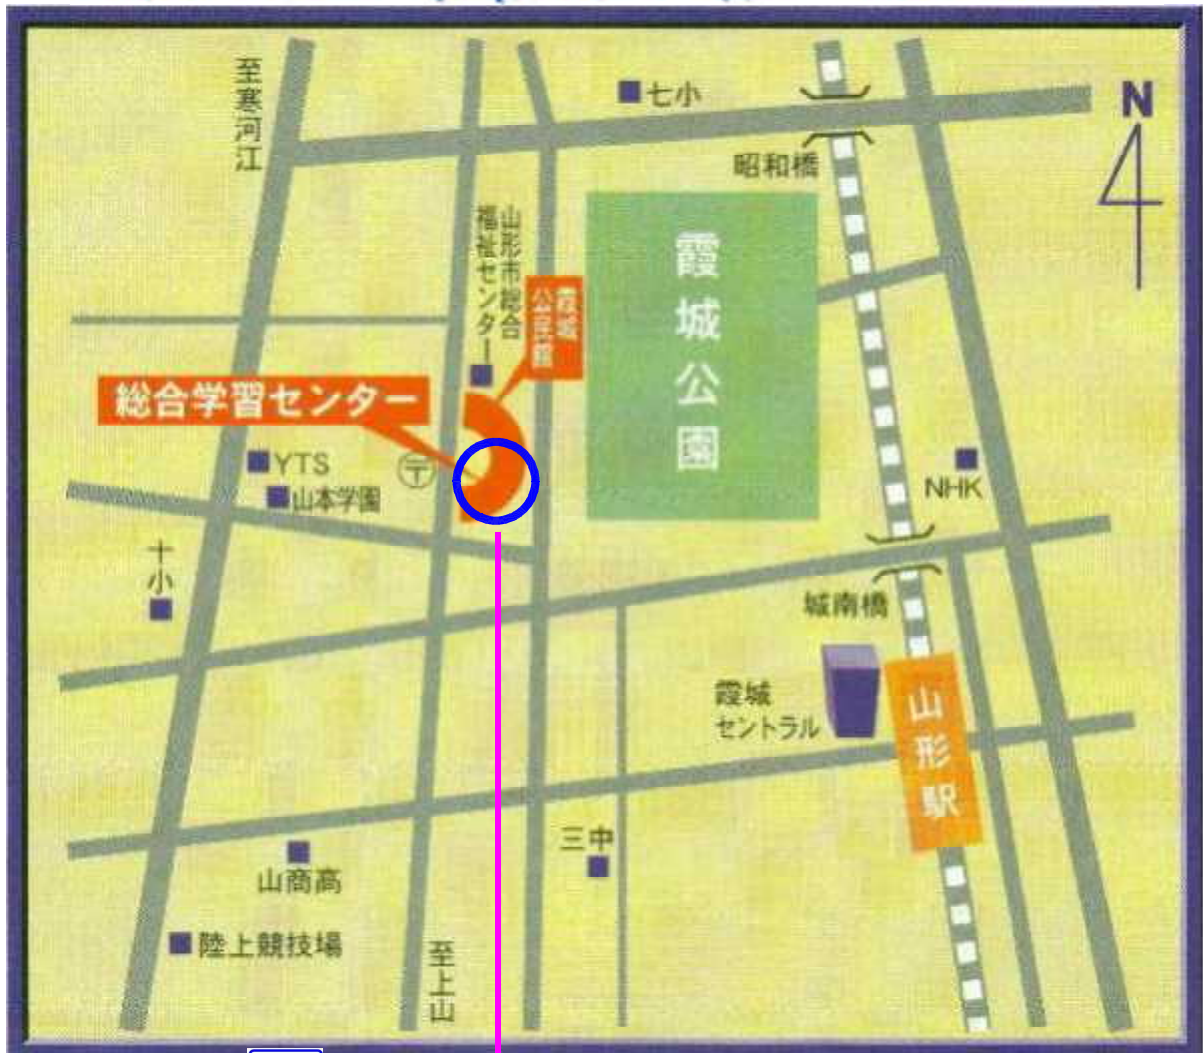 至寒河江
七小
N
昭和橋
山形市総合
福祉センター
霞城
公民館
霞城公園
総合学習センター
YTS
〒
山本学園
NHK
十小
城南橋
霞城
セントラル
山形駅
三中
山商高
陸上競技場
至上山